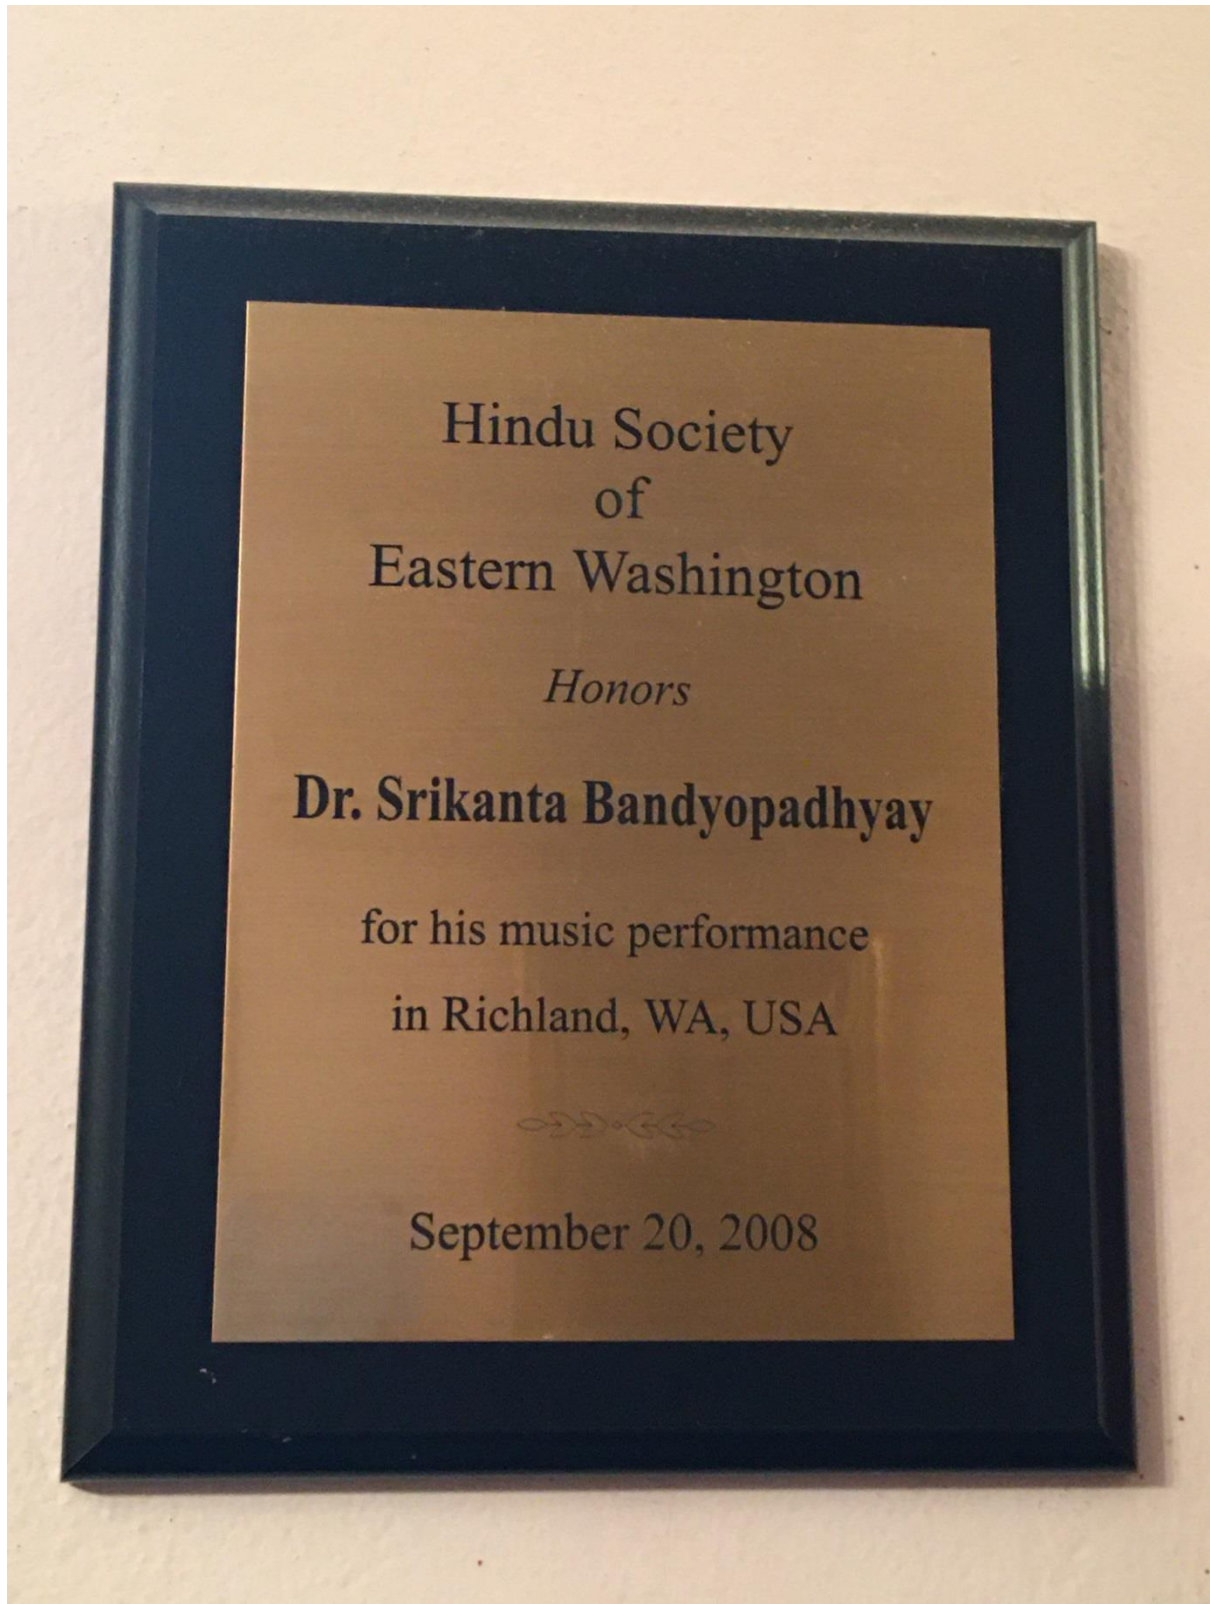 Hindu Society
of
Eastern Washington
Honors
Dr. Srikanta Bandyopadhyay
for his music performance
in Richland, WA, USA
September 20, 2008